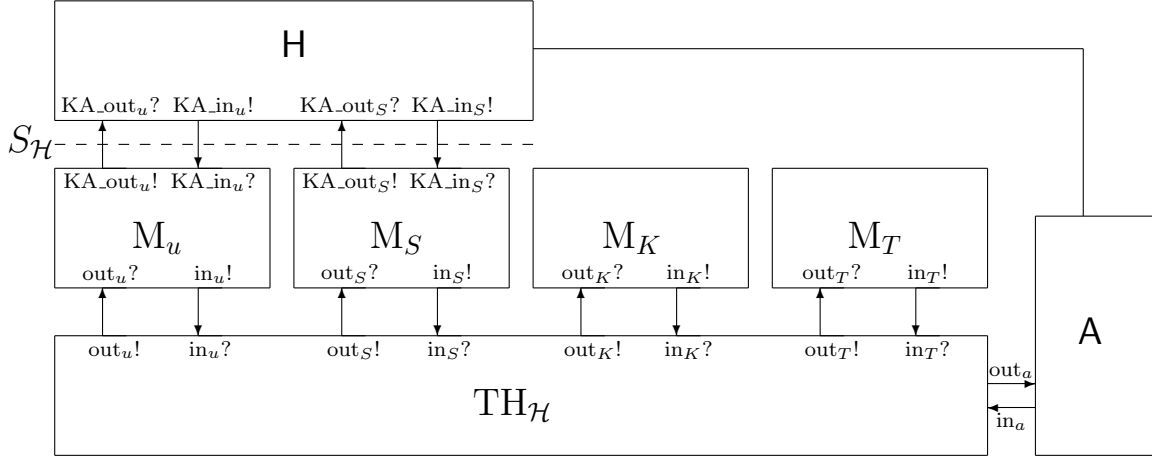 H
KA_out_u? KA_in_u! KA_out_S? KA_in_S!
S_ℋ
KA_out_u! KA_in_u? KA_out_S! KA_in_S?
M_u M_S M_K M_T
out_u? in_u! out_S? in_S! out_K? in_K! out_T? in_T!
A
out_u! in_u? out_S! in_S? out_K! in_K? out_T! in_T?
out_a
TH_ℋ
in_a